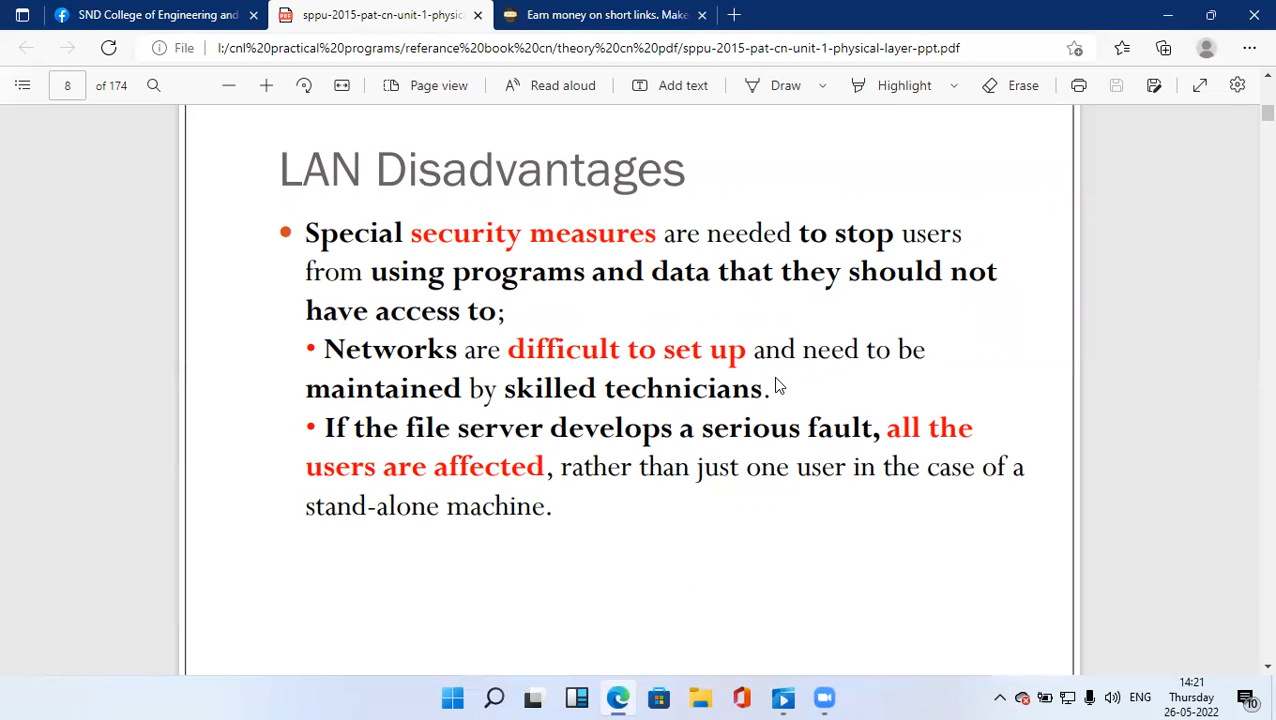 SND College of Engineering and
sppu-2015-pat-cn-unit-1-physic
Earn money on short links. Make
File
I:/cnl%20practical%20programs/referance%20book%20cn/theory%20cn%20pdf/sppu-2015-pat-cn-unit-1-physical-layer-ppt.pdf
8 of 174
Page view
Read aloud
Add text
Draw
Highlight
Erase
LAN Disadvantages
• Special security measures are needed to stop users
from using programs and data that they should not
have access to;
• Networks are difficult to set up and need to be
maintained by skilled technicians.
• If the file server develops a serious fault, all the
users are affected, rather than just one user in the case of a
stand-alone machine.
ENG
14:21
Thursday
26-05-2022
10